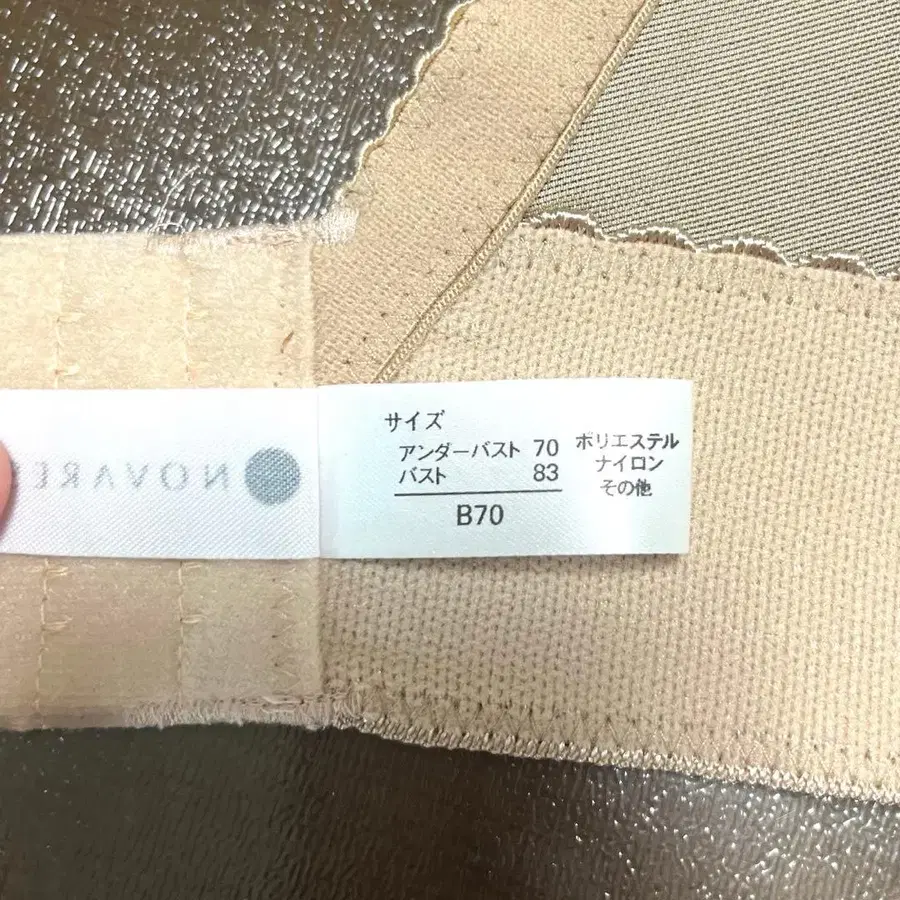 NOVARE
サイズ
アンダーバスト 70
バスト 83
B70
ポリエステル
ナイロン
その他